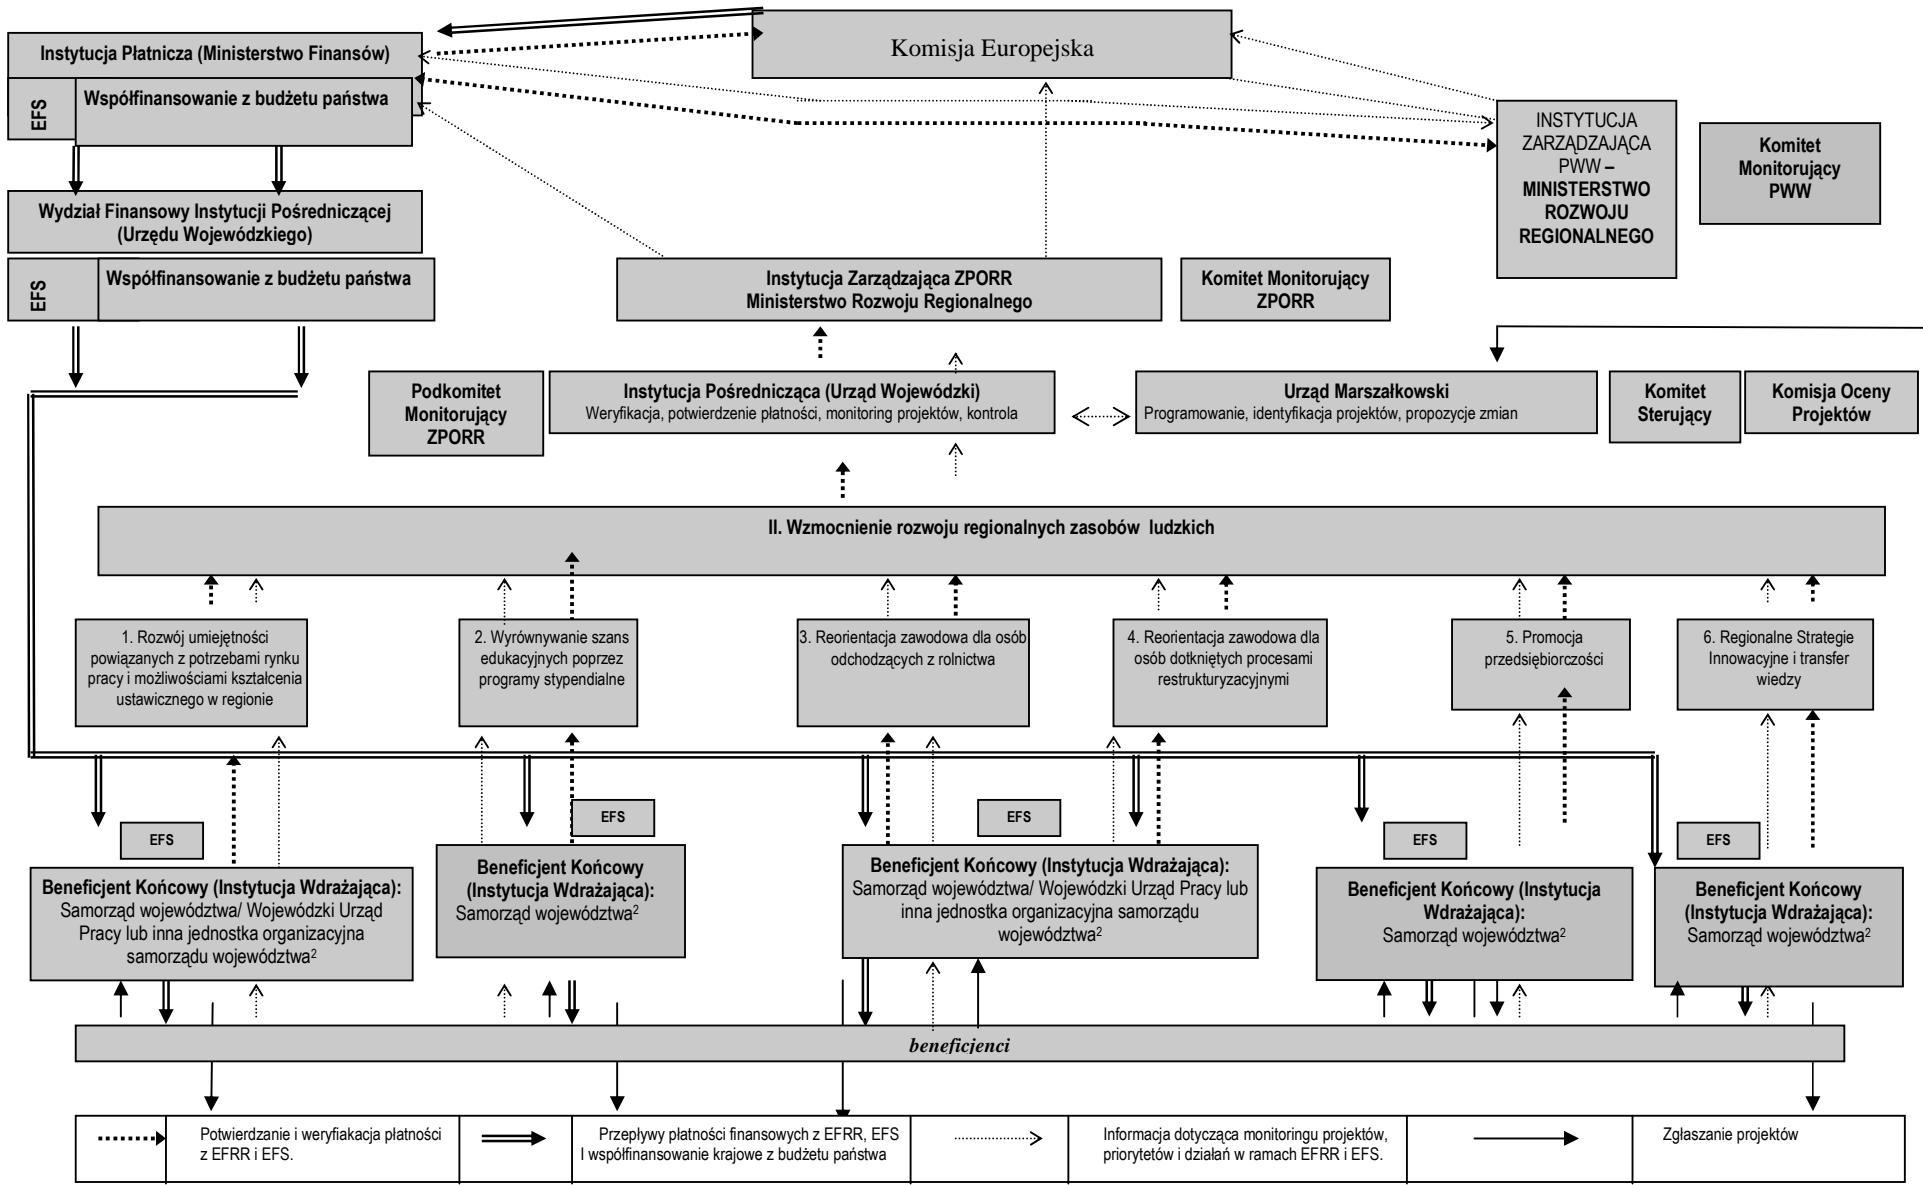 Komisja Europejska
Instytucja Płatnicza (Ministerstwo Finansów)
EFS
Współfinansowanie z budżetu państwa
INSTYTUCJA
ZARZĄDZAJĄCA
PWW –
MINISTERSTWO
ROZWOJU
REGIONALNEGO
Komitet
Monitorujący
PWW
Wydział Finansowy Instytucji Pośredniczącej
(Urzędu Wojewódzkiego)
EFS
Współfinansowanie z budżetu państwa
Instytucja Zarządzająca ZPORR
Ministerstwo Rozwoju Regionalnego
Komitet Monitorujący
ZPORR
Podkomitet
Monitorujący
ZPORR
Instytucja Pośrednicząca (Urząd Wojewódzki)
Weryfikacja, potwierdzenie płatności, monitoring projektów, kontrola
Urząd Marszałkowski
Programowanie, identyfikacja projektów, propozycje zmian
Komitet
Sterujący
Komisja Oceny
Projektów
II. Wzmocnienie rozwoju regionalnych zasobów ludzkich
1. Rozwój umiejętności
powiązanych z potrzebami rynku
pracy i możliwościami kształcenia
ustawicznego w regionie
2. Wyrównywanie szans
edukacyjnych poprzez
programy stypendialne
3. Reorientacja zawodowa dla osób
odchodzących z rolnictwa
4. Reorientacja zawodowa dla
osób dotkniętych procesami
restrukturyzacyjnymi
5. Promocja
przedsiębiorczości
6. Regionalne Strategie
Innowacyjne i transfer
wiedzy
EFS
EFS
EFS
EFS
EFS
Beneficjent Końcowy (Instytucja Wdrażająca):
Samorząd województwa/ Wojewódzki Urząd
Pracy lub inna jednostka organizacyjna
samorządu województwa²
Beneficjent Końcowy
(Instytucja Wdrażająca):
Samorząd województwa²
Beneficjent Końcowy (Instytucja Wdrażająca):
Samorząd województwa/ Wojewódzki Urząd Pracy lub
inna jednostka organizacyjna samorządu
województwa²
Beneficjent Końcowy (Instytucja
Wdrażająca):
Samorząd województwa²
Beneficjent Końcowy
(Instytucja Wdrażająca):
Samorząd województwa²
beneficjenci
Potwierdzanie i weryfiakacja płatności
z EFRR i EFS.
Przepływy płatności finansowych z EFRR, EFS
I współfinansowanie krajowe z budżetu państwa
Informacja dotycząca monitringu projektów,
priorytetów i działań w ramach EFRR i EFS.
Zgłaszanie projektów